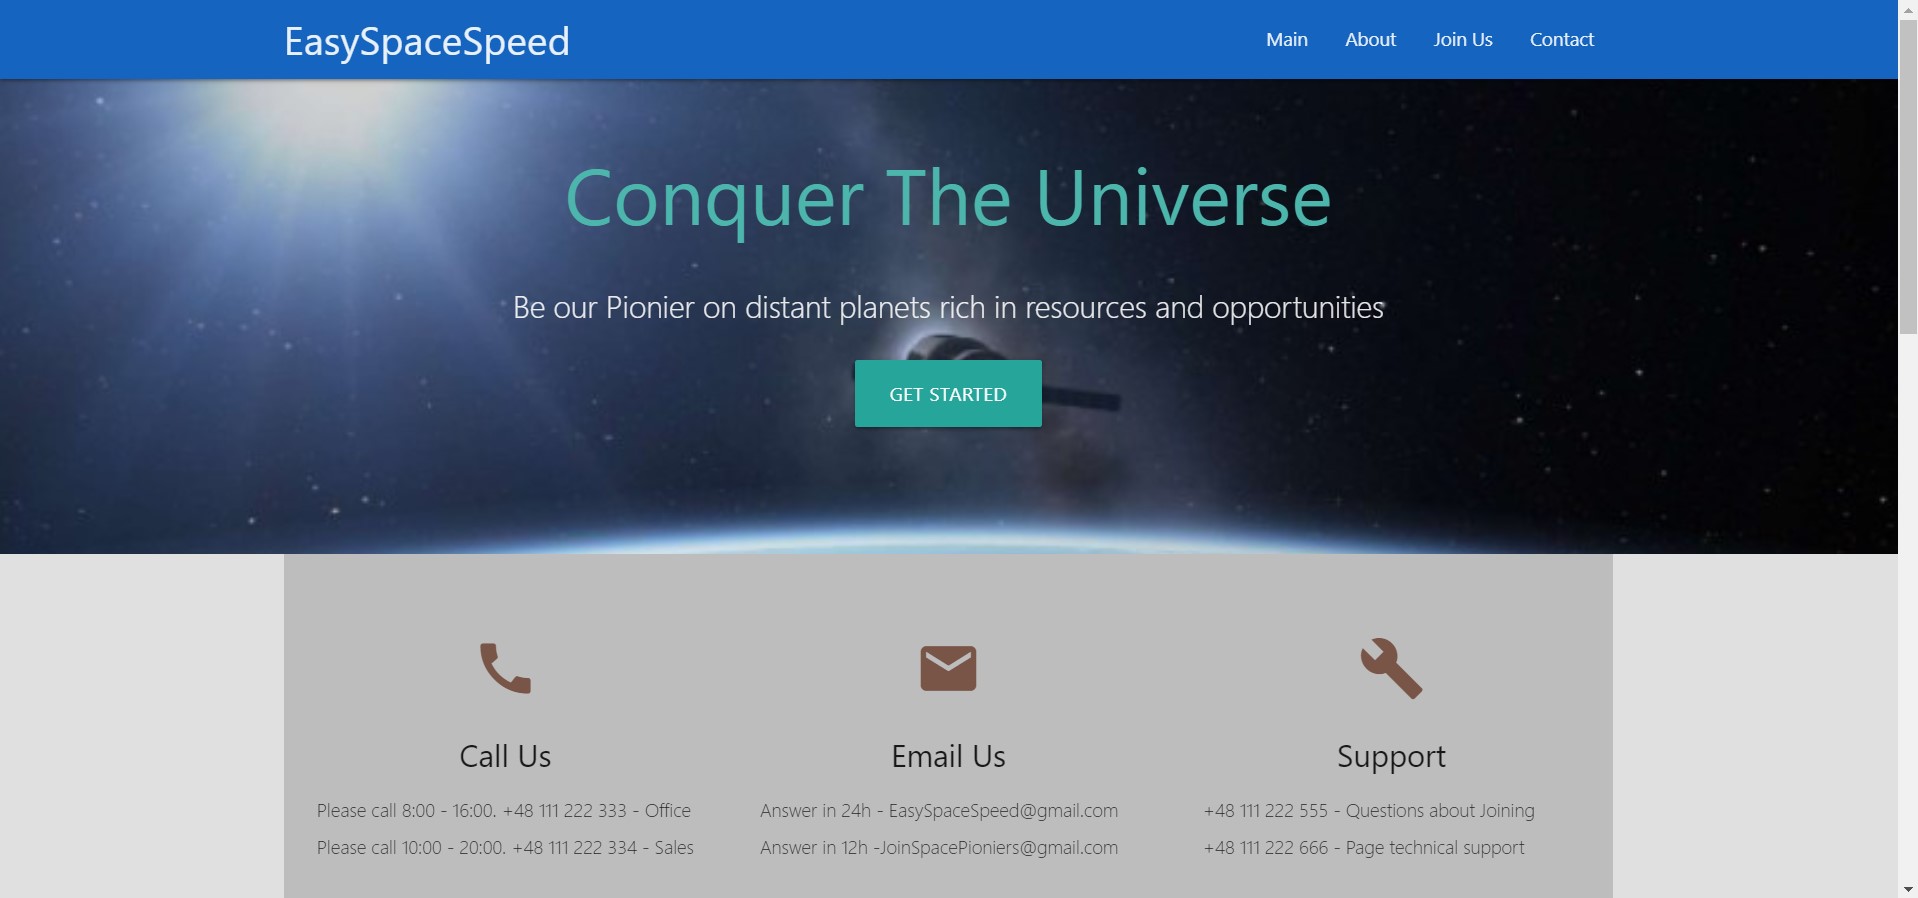 EasySpaceSpeed
Main About Join Us Contact
Conquer The Universe
Be our Pionier on distant planets rich in resources and opportunities
GET STARTED
Call Us
Please call 8:00 - 16:00. +48 111 222 333 - Office
Please call 10:00 - 20:00. +48 111 222 334 - Sales
Email Us
Answer in 24h - EasySpaceSpeed@gmail.com
Answer in 12h -JoinSpacePioniers@gmail.com
Support
+48 111 222 555 - Questions about Joining
+48 111 222 666 - Page technical support